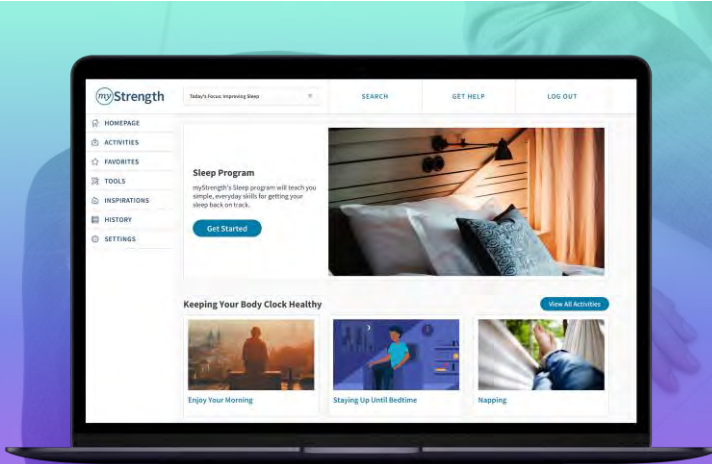 myStrength
Today's Focus: Improving Sleep
SEARCH
GET HELP
LOG OUT
HOMEPAGE
ACTIVITIES
FAVORITES
TOOLS
INSPIRATIONS
HISTORY
SETTINGS
Sleep Program
myStrength's Sleep program will teach you
simple, everyday skills for getting your
sleep back on track.
Get Started
Keeping Your Body Clock Healthy
View All Activities
Enjoy Your Morning
Staying Up Until Bedtime
Napping